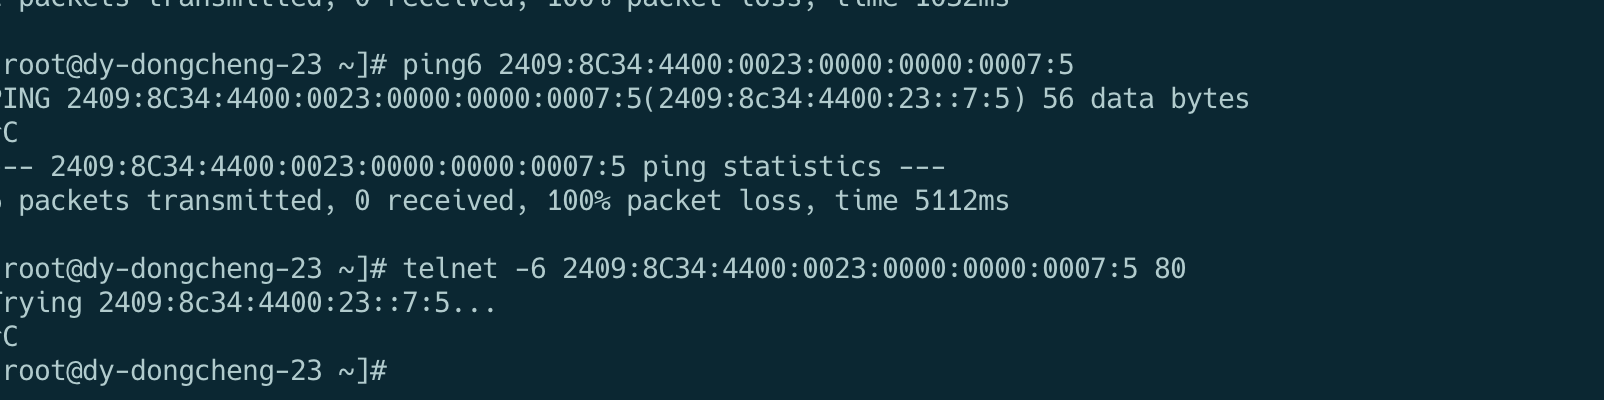 packets transmitted, 0 received, 100% packet loss, time 1032ms
root@dy-dongcheng-23 ~]# ping6 2409:8C34:4400:0023:0000:0000:0007:5
PING 2409:8C34:4400:0023:0000:0000:0007:5(2409:8c34:4400:23::7:5) 56 data bytes
^C
-- 2409:8C34:4400:0023:0000:0000:0007:5 ping statistics ---
packets transmitted, 0 received, 100% packet loss, time 5112ms
root@dy-dongcheng-23 ~]# telnet -6 2409:8C34:4400:0023:0000:0000:0007:5 80
Trying 2409:8c34:4400:23::7:5...
^C
root@dy-dongcheng-23 ~]#